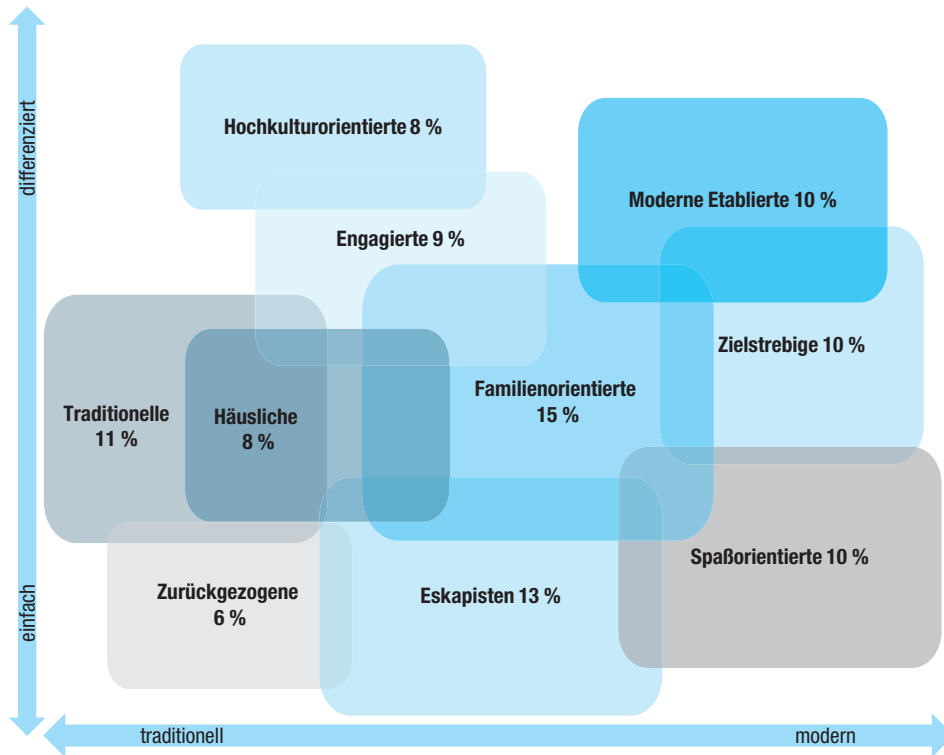 differenziert
Hochkulturorientierte 8 %
Moderne Etablierte 10 %
Engagierte 9 %
Zielstrebige 10 %
Familienorientierte
15 %
Traditionelle
11 %
Häusliche
8 %
Spaßorientierte 10 %
Zurückgezogene
6 %
Eskapisten 13 %
einfach
traditionell
modern